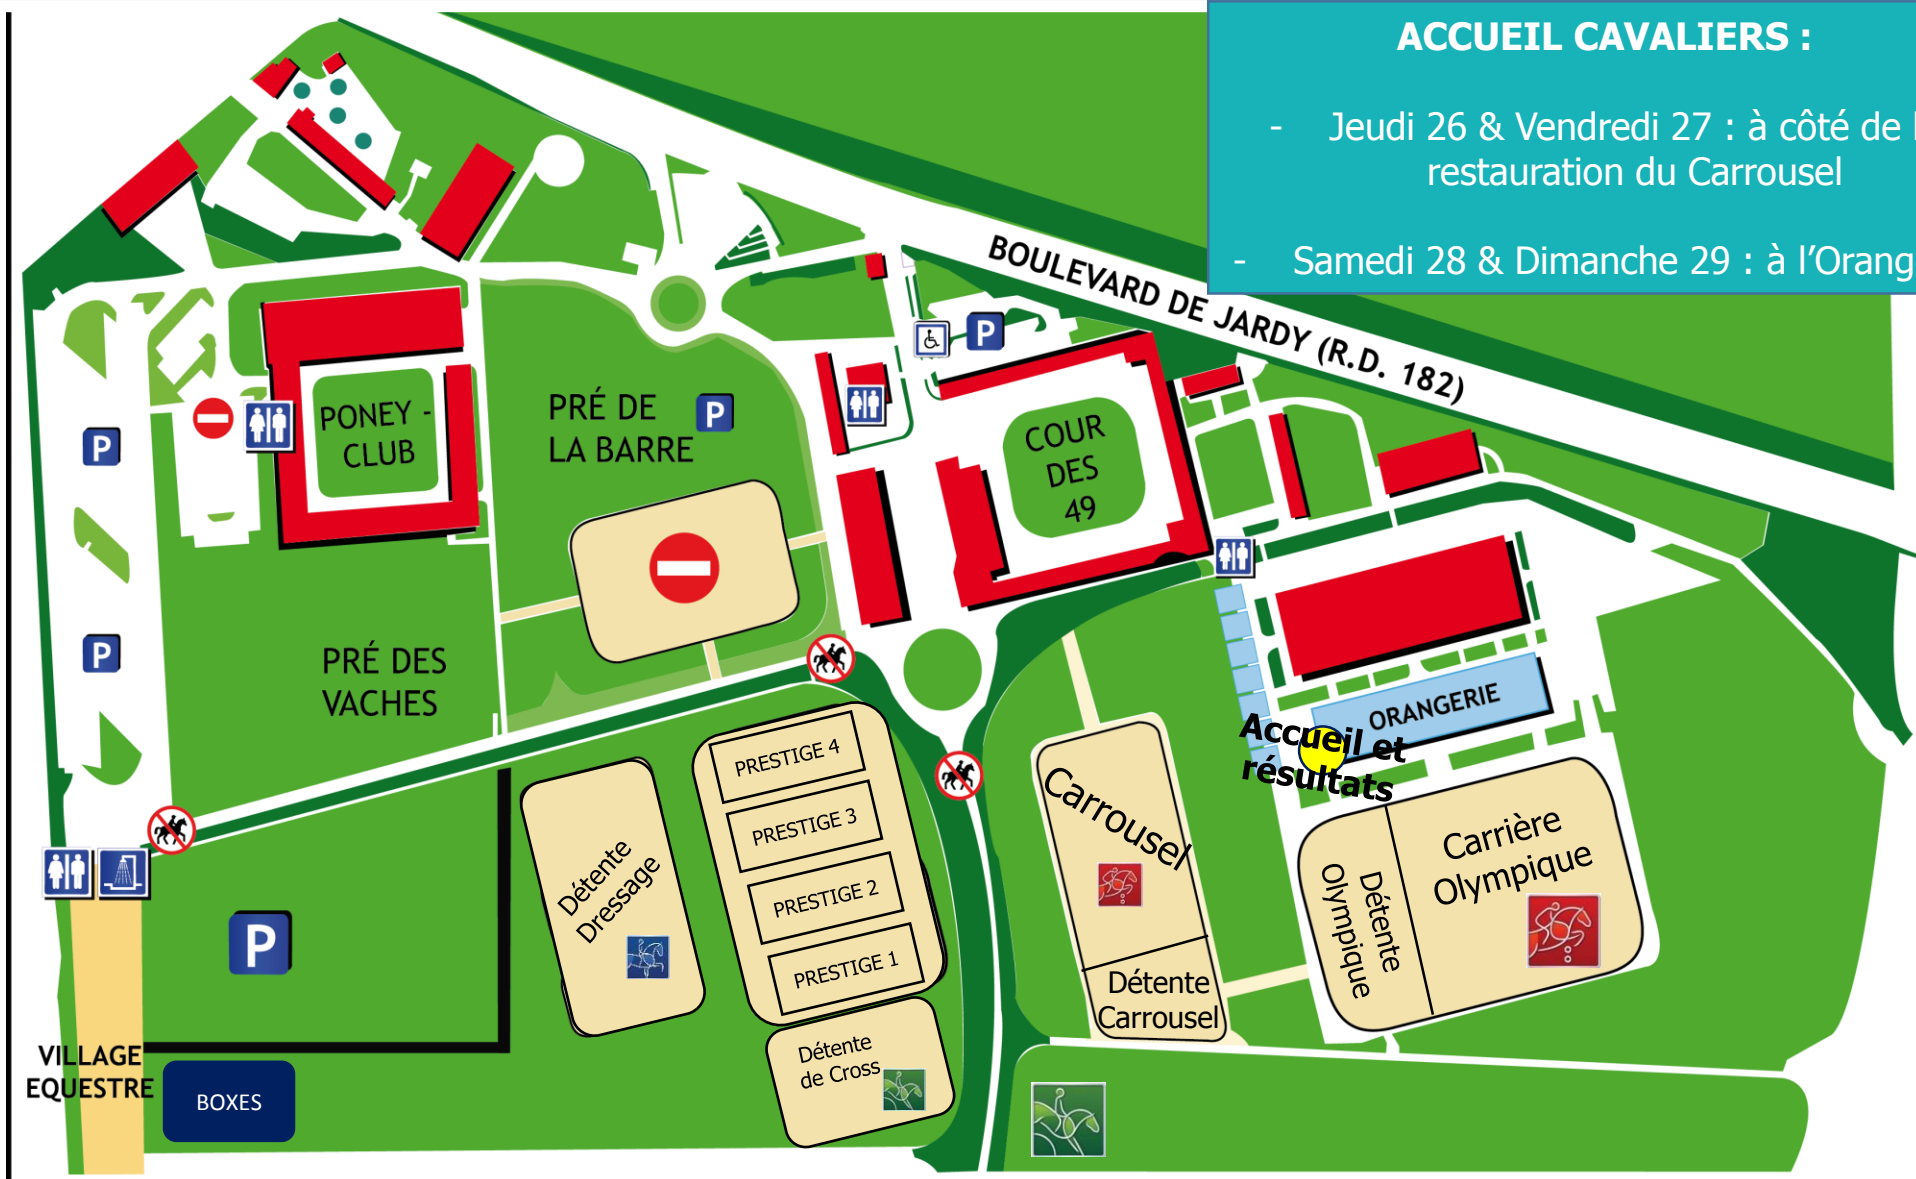 ACCUEIL CAVALIERS :
- Jeudi 26 & Vendredi 27 : à côté de
restauration du Carrousel
- Samedi 28 & Dimanche 29 : à l’Orang
BOULEVARD DE JARDY (R.D. 182)
P
PONEY -
CLUB
PRÉ DE
LA BARRE
P
COUR
DES
49
P
P
PRÉ DES
VACHES
ORANGERIE
Accueil et
résultats
PRESTIGE 4
PRESTIGE 3
PRESTIGE 2
PRESTIGE 1
Détente
Dressage
Carrousel
Carrière
Olympique
Détente
Olympique
P
Détente
Carrousel
Détente
de Cross
VILLAGE
EQUESTRE
BOXES